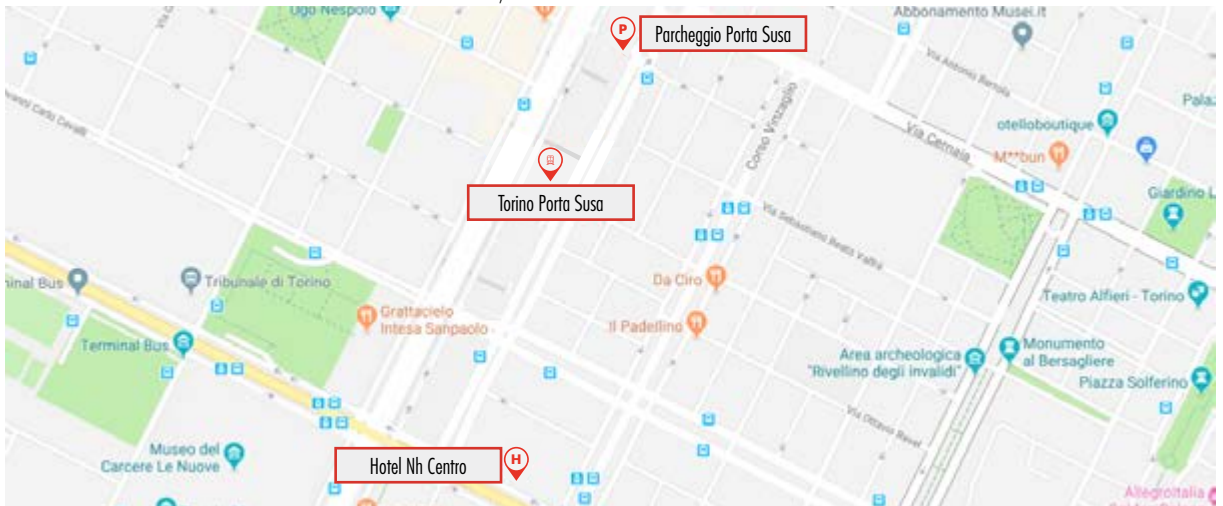 Ugo Nespolo
Parcheggio Porta Susa
P
Abbonamento Musei.it
Via Antonio Bertola
Corso Vinzaglio
Via Cernaia
otelloboutique
M**bun
Giardino L
Torino Porta Susa
Via Sebastiano Beato Valfrè
Tribunale di Torino
Terminal Bus
Grattacielo
Intesa Sanpaolo
Da Ciro
Il Padellino
Teatro Alfieri - Torino
Terminal Bus
Area archeologica
"Rivellino degli invalidi"
Monumento
al Bersagliere
Piazza Solferino
Via Ottavio Revel
Museo del
Carcere Le Nuove
Hotel Nh Centro
H
Allegroitalia